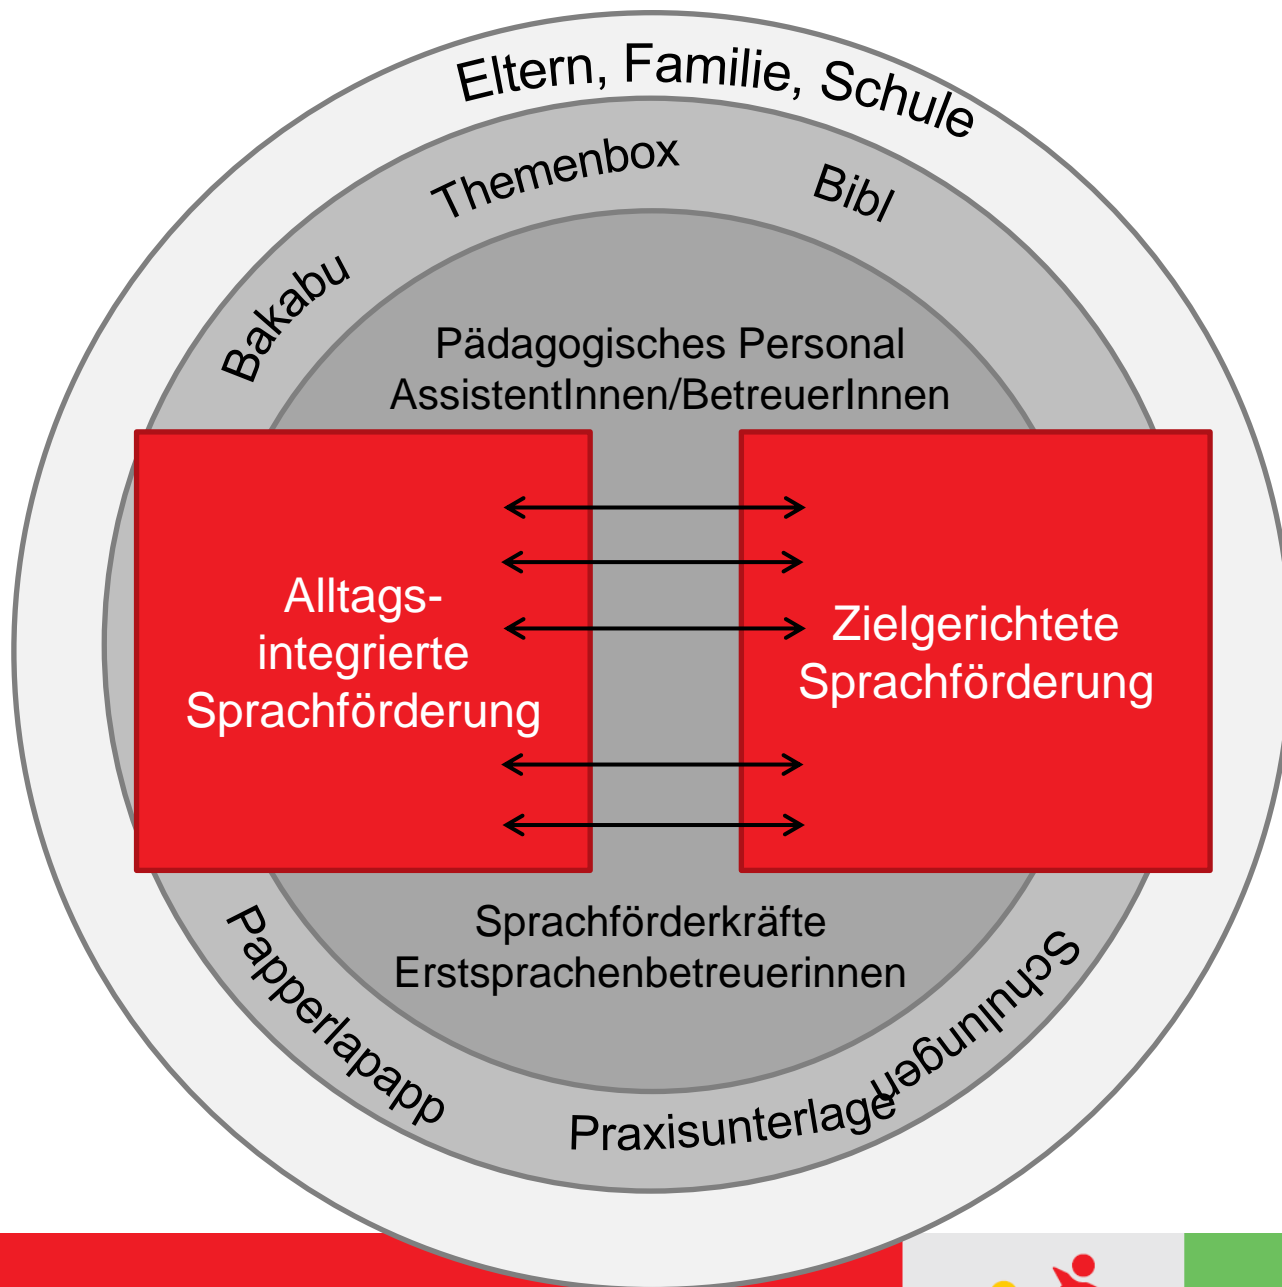 Eltern, Familie, Schule
Themenbox
Bibl
Bakabu
Pädagogisches Personal
AssistentInnen/BetreuerInnen
Alltags-
integrierte
Sprachförderung
Zielgerichtete
Sprachförderung
Sprachförderkräfte
Erstsprachenbetreuerinnen
Papperlapapp
Praxisunterlage
Schulungen